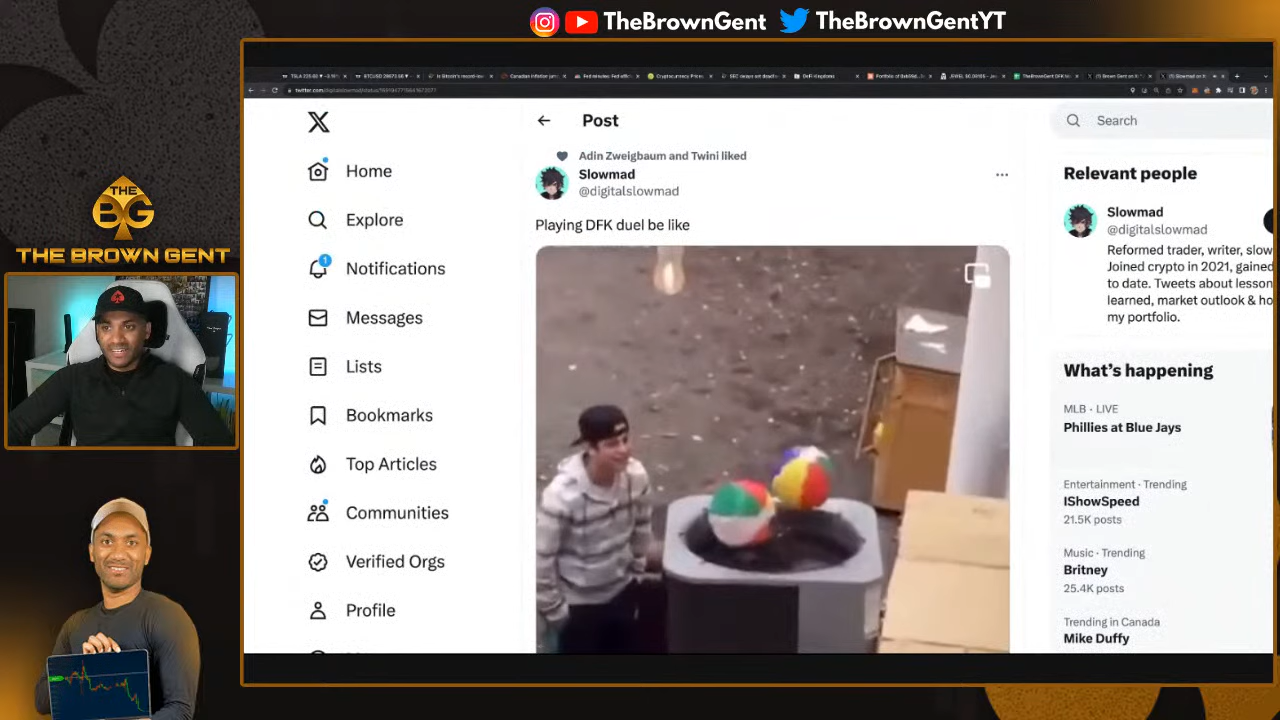 TheBrownGent
TheBrownGentYT
THE
BG
THE BROWN GENT
Post
Search
Adin Zweigbaum and Twini liked
Slowmad
@digitalslowmad
Playing DFK duel be like
Home
Explore
1
Notifications
Messages
Lists
Bookmarks
Top Articles
Communities
Verified Orgs
Profile
Relevant people
Slowmad
@digitalslowmad
Reformed trader, writer, slow
Joined crypto in 2021, gained
to date. Tweets about lesson
learned, market outlook & ho
my portfolio.
What's happening
MLB · LIVE
Phillies at Blue Jays
Entertainment · Trending
IShowSpeed
21.5K posts
Music · Trending
Britney
25.4K posts
Trending in Canada
Mike Duffy